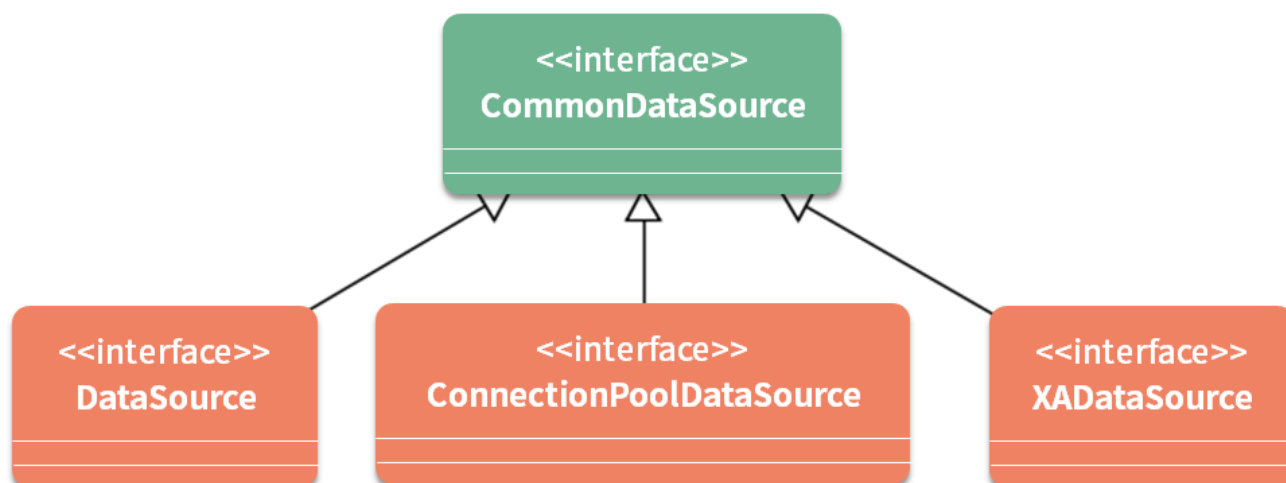 <<interface>>
CommonDataSource
<<interface>>
DataSource
<<interface>>
ConnectionPoolDataSource
<<interface>>
XADataSource